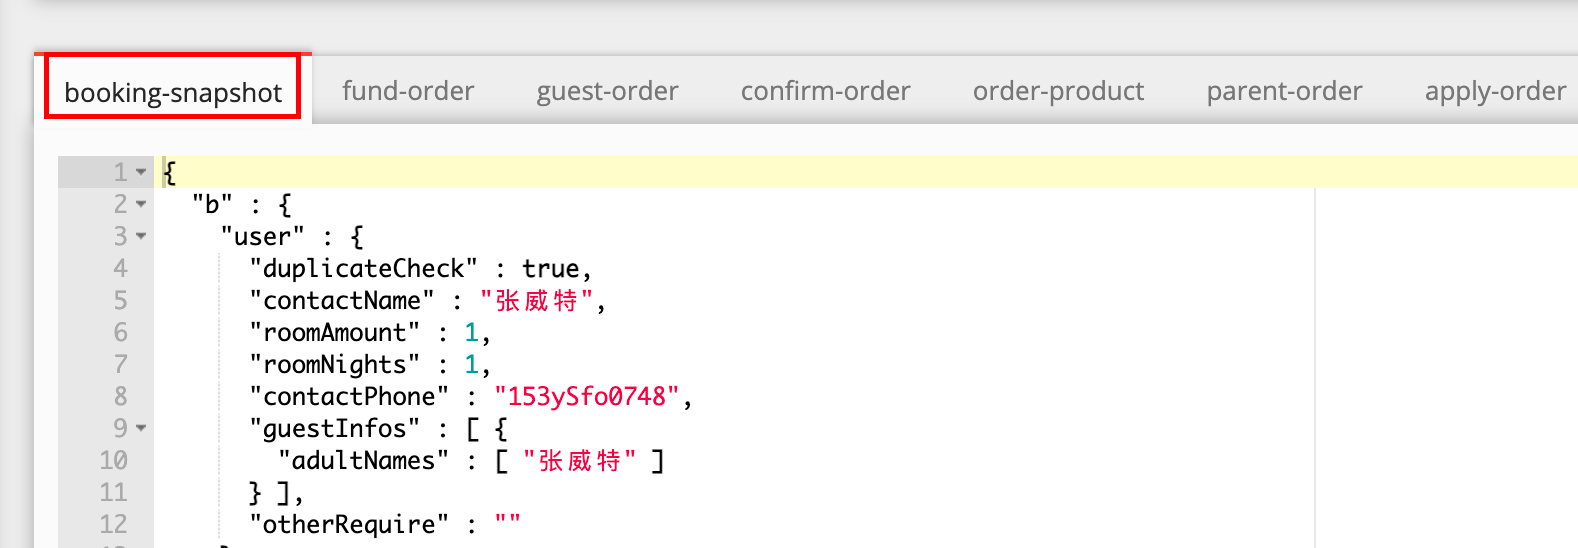 booking-snapshot fund-order guest-order confirm-order order-product parent-order apply-order
1 {
2 "b" : {
3 "user" : {
4 "duplicateCheck" : true,
5 "contactName" : "张威特",
6 "roomAmount" : 1,
7 "roomNights" : 1,
8 "contactPhone" : "153ySfo0748",
9 "guestInfos" : [ {
10 "adultNames" : [ "张威特" ]
11 } ],
12 "otherRequire" : ""